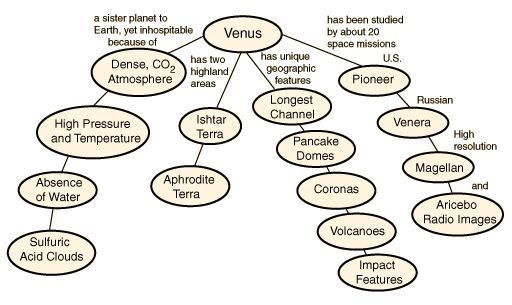 a sister planet to
Earth, yet inhospitable
because of
Venus
has been studied
by about 20
space missions
U.S.
Dense, CO2
Atmosphere
has two
highland
areas
has unique
geographic
features
Pioneer
High Pressure
and Temperature
Ishtar
Terra
Longest
Channel
Russian
Venera
Pancake
Domes
High
resolution
Absence
of Water
Aphrodite
Terra
Coronas
Magellan
and
Aricebo
Radio Images
Sulfuric
Acid Clouds
Volcanoes
Impact
Features